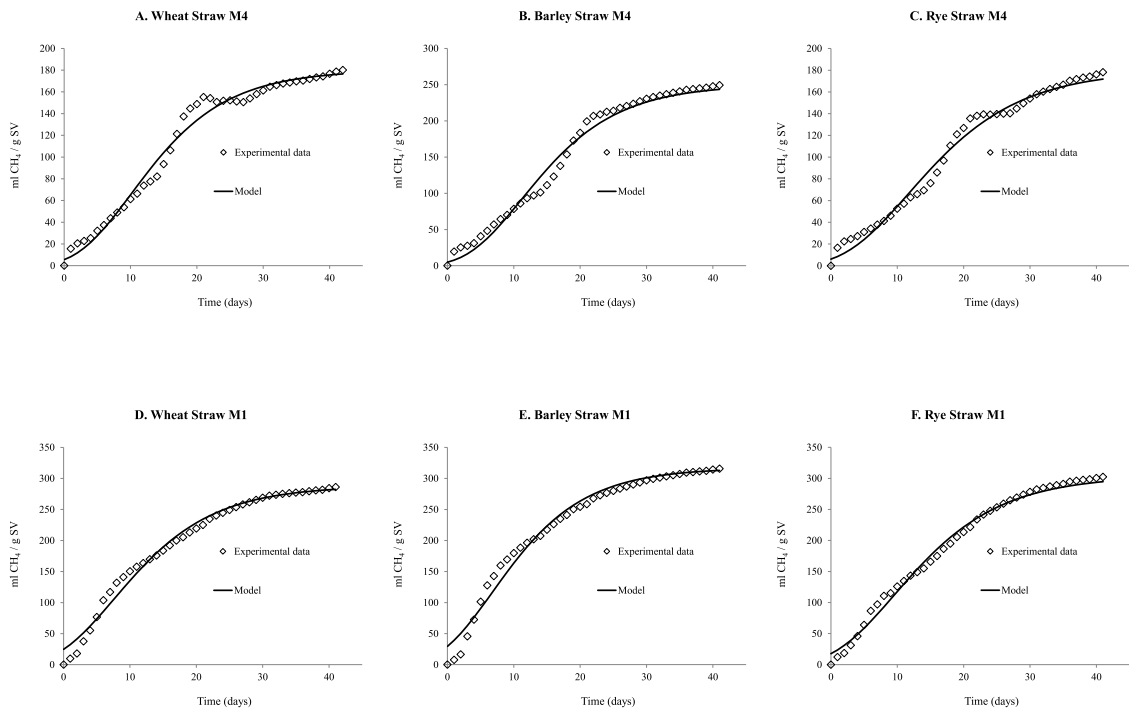 A. Wheat Straw M4
B. Barley Straw M4
C. Rye Straw M4
200
180
160
140
120
100
80
60
40
20
0
ml CH4 / g SV
Experimental data
Model
0 10 20 30 40
Time (days)
300
250
200
150
100
50
0
ml CH4 / g SV
Experimental data
Model
0 10 20 30 40
Time (days)
200
180
160
140
120
100
80
60
40
20
0
ml CH4 / g SV
Experimental data
Model
0 10 20 30 40
Time (days)
D. Wheat Straw M1
E. Barley Straw M1
F. Rye Straw M1
350
300
250
200
150
100
50
0
ml CH4 / g SV
Experimental data
Model
0 10 20 30 40
Time (days)
350
300
250
200
150
100
50
0
ml CH4 / g SV
Experimental data
Model
0 10 20 30 40
Time (days)
350
300
250
200
150
100
50
0
ml CH4 / g SV
Experimental data
Model
0 10 20 30 40
Time (days)